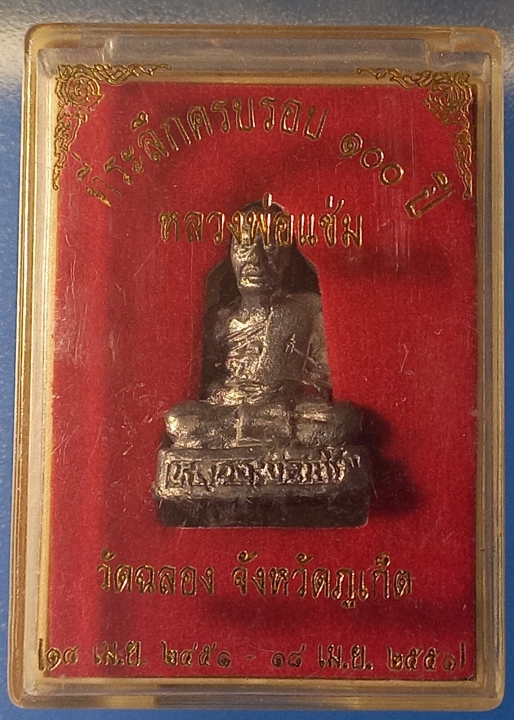 ที่ระลึกครบรอบ ๑๐๐ ปี
หลวงพ่อแช่ม
หลวงพ่อแช่ม
วัดฉลอง จังหวัดภูเก็ต
๑๘ เม.ย. ๒๔๕๑ - ๑๘ เม.ย. ๒๕๕๑